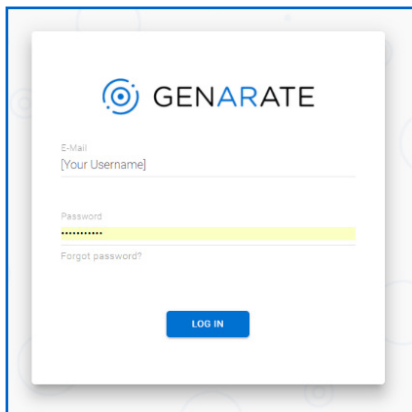 GENARATE
E-Mail
[Your Username]
Password
•••••••••••
Forgot password?
LOG IN